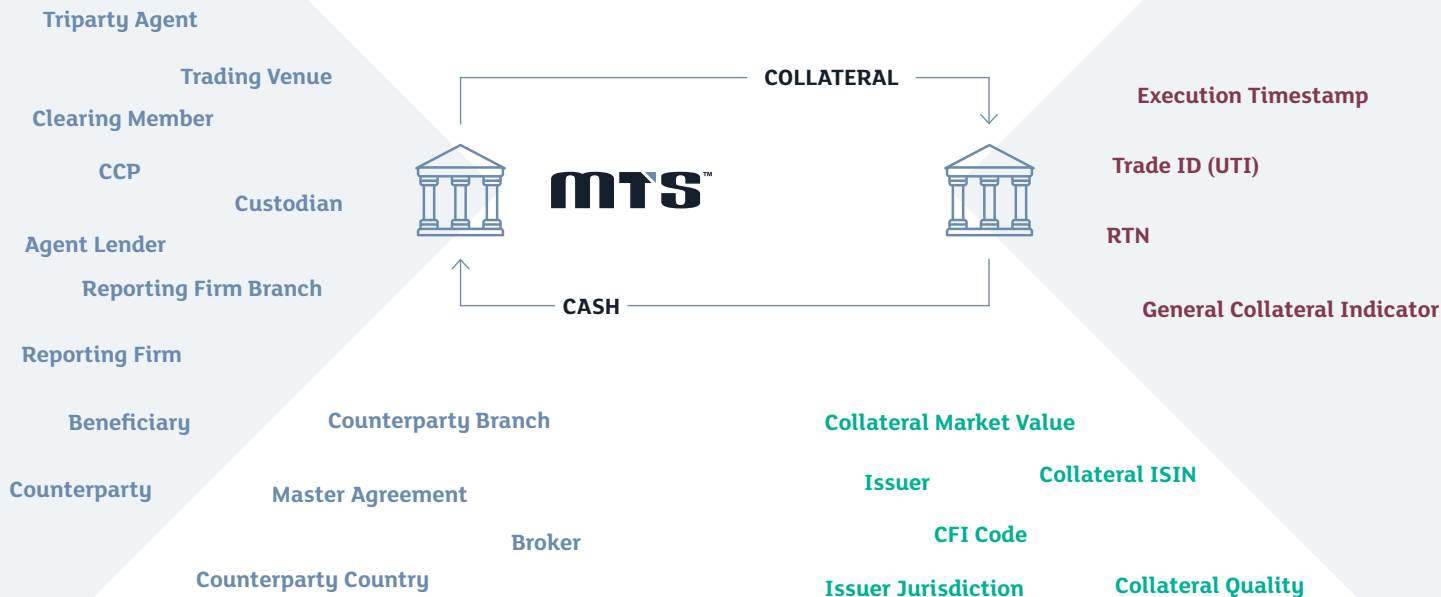 Triparty Agent
Trading Venue
Clearing Member
CCP
Custodian
Agent Lender
Reporting Firm Branch
Reporting Firm
Beneficiary
Counterparty
Counterparty Branch
Master Agreement
Broker
Counterparty Country
COLLATERAL
MTS™
CASH
Execution Timestamp
Trade ID (UTI)
RTN
General Collateral Indicator
Collateral Market Value
Issuer
Collateral ISIN
CFI Code
Issuer Jurisdiction
Collateral Quality